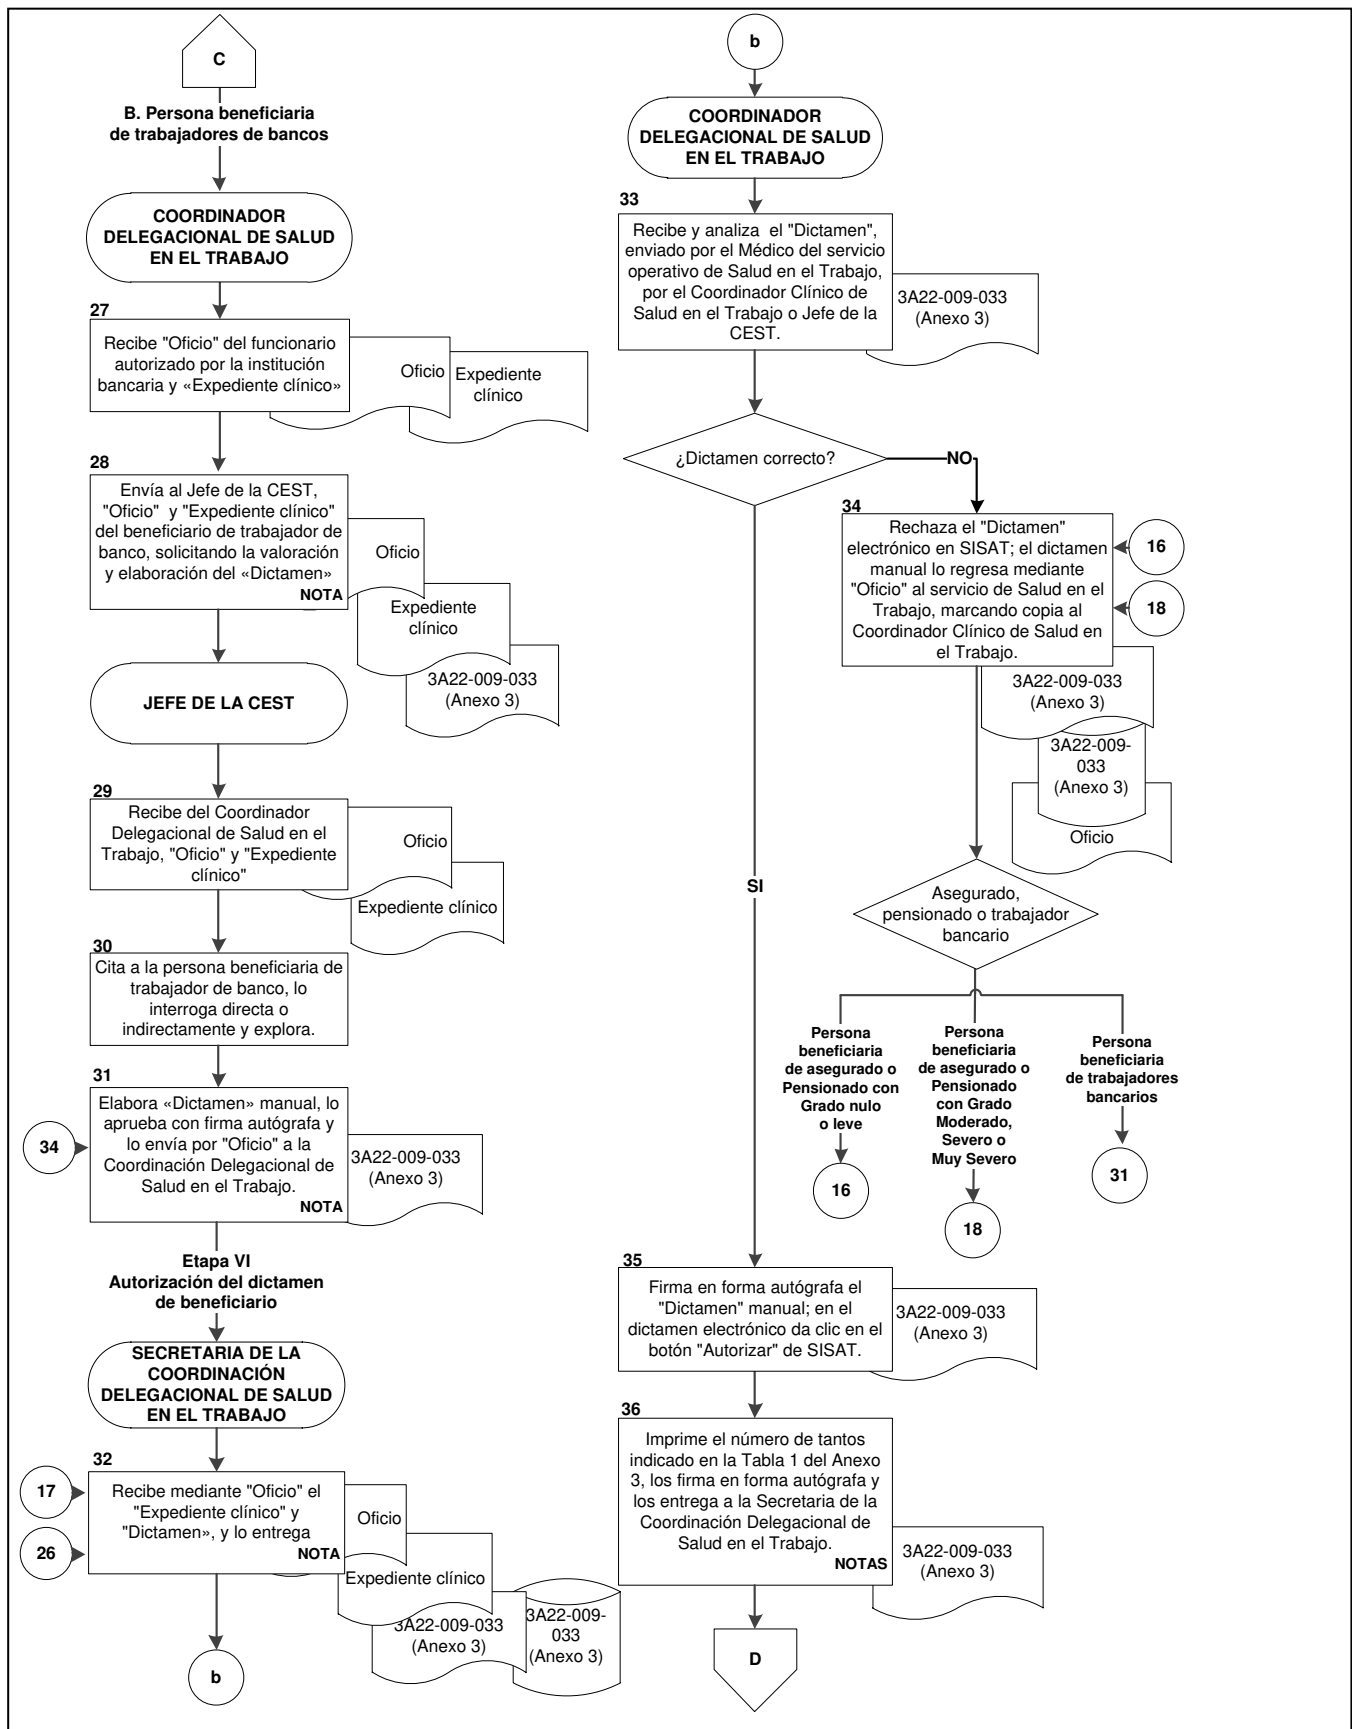 C
B. Persona beneficiaria
de trabajadores de bancos
COORDINADOR
DELEGACIONAL DE SALUD
EN EL TRABAJO
27
Recibe "Oficio" del funcionario
autorizado por la institución
bancaria y «Expediente clínico»
Oficio
Expediente
clínico
28
Envía al Jefe de la CEST,
"Oficio" y "Expediente clínico"
del beneficiario de trabajador de
banco, solicitando la valoración
y elaboración del «Dictamen»
NOTA
Oficio
Expediente
clínico
3A22-009-033
(Anexo 3)
JEFE DE LA CEST
29
Recibe del Coordinador
Delegacional de Salud en el
Trabajo, "Oficio" y "Expediente
clínico"
Oficio
Expediente clínico
30
Cita a la persona beneficiaria de
trabajador de banco, lo
interroga directa o
indirectamente y explora.
31
Elabora «Dictamen» manual, lo
aprueba con firma autógrafa y
lo envía por "Oficio" a la
Coordinación Delegacional de
Salud en el Trabajo.
NOTA
34
3A22-009-033
(Anexo 3)
Etapa VI
Autorización del dictamen
de beneficiario
SECRETARIA DE LA
COORDINACIÓN
DELEGACIONAL DE SALUD
EN EL TRABAJO
32
Recibe mediante "Oficio" el
"Expediente clínico" y
"Dictamen», y lo entrega
NOTA
17
26
Oficio
Expediente clínico
3A22-009-033
(Anexo 3)
3A22-009-
033
(Anexo 3)
b
b
COORDINADOR
DELEGACIONAL DE SALUD
EN EL TRABAJO
33
Recibe y analiza el "Dictamen",
enviado por el Médico del servicio
operativo de Salud en el Trabajo,
por el Coordinador Clínico de
Salud en el Trabajo o Jefe de la
CEST.
3A22-009-033
(Anexo 3)
¿Dictamen correcto?
NO
34
Rechaza el "Dictamen"
electrónico en SISAT; el dictamen
manual lo regresa mediante
"Oficio" al servicio de Salud en el
Trabajo, marcando copia al
Coordinador Clínico de Salud en
el Trabajo.
16
18
3A22-009-033
(Anexo 3)
3A22-009-
033
(Anexo 3)
Oficio
SI
Asegurado,
pensionado o trabajador
bancario
Persona
beneficiaria
de asegurado o
Pensionado con
Grado nulo
o leve
16
Persona
beneficiaria
de asegurado o
Pensionado
con Grado
Moderado,
Severo o
Muy Severo
18
Persona
beneficiaria
de trabajadores
bancarios
31
35
Firma en forma autógrafa el
"Dictamen" manual; en el
dictamen electrónico da clic en el
botón "Autorizar" de SISAT.
3A22-009-033
(Anexo 3)
36
Imprime el número de tantos
indicado en la Tabla 1 del Anexo
3, los firma en forma autógrafa y
los entrega a la Secretaria de la
Coordinación Delegacional de
Salud en el Trabajo.
NOTAS
3A22-009-033
(Anexo 3)
D